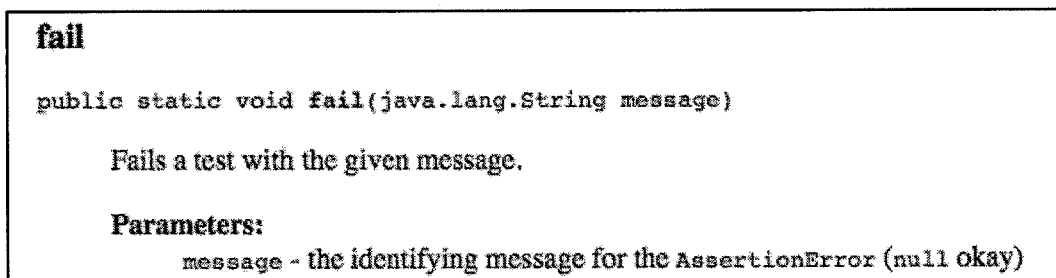 fail
public static void fail(java.lang.String message)
Fails a test with the given message.
Parameters:
message - the identifying message for the AssertionError (null okay)